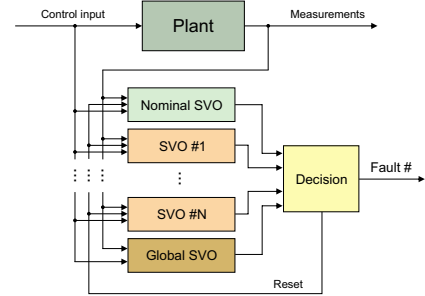 Control input
Plant
Measurements
Nominal SVO
SVO #1
SVO #N
Global SVO
Decision
Fault #
Reset